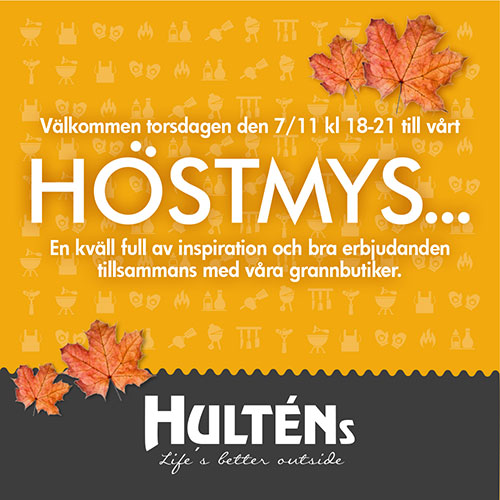 Välkommen torsdagen den 7/11 kl 18-21 till vårt
HÖSTMYS...
En kväll full av inspiration och bra erbjudanden
tillsammans med våra grannbutiker.
HULTÉNs
Life's better outside